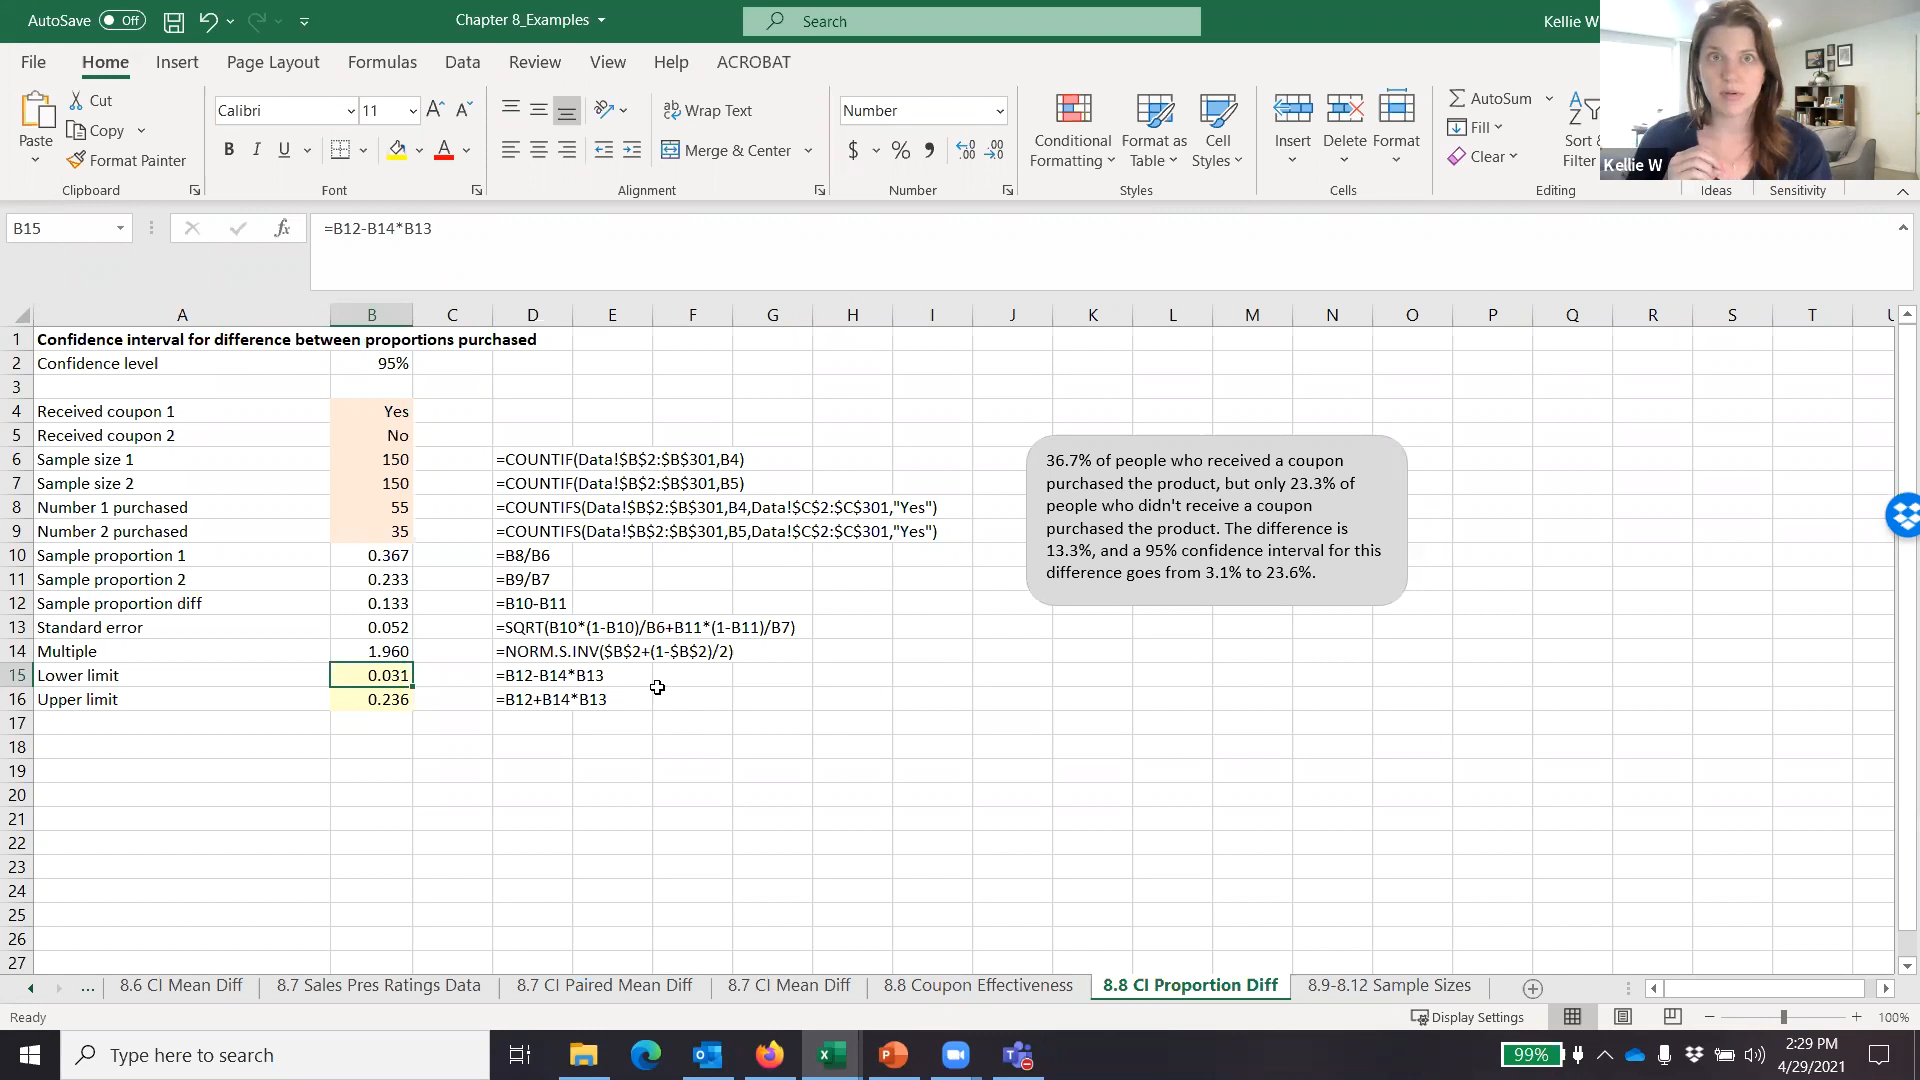 AutoSave Off
Chapter 8_Examples
Search
Kellie W
File Home Insert Page Layout Formulas Data Review View Help ACROBAT
Paste
Cut
Copy
Format Painter
Clipboard
Calibri 11
B I U A
Font
Wrap Text
Merge & Center
Alignment
Number
$ % 9
Number
Conditional Formatting
Format as Table
Cell Styles
Styles
Insert Delete Format
Cells
AutoSum
Fill
Clear
Sort &
Filter
Editing
Kellie W
Ideas
Sensitivity
B15 fx =B12-B14*B13
A B C D E F G H I J K L M N O P Q R S T
1 Confidence interval for difference between proportions purchased
2 Confidence level 95%
3
4 Received coupon 1 Yes
5 Received coupon 2 No
6 Sample size 1 150 =COUNTIF(Data!$B$2:$B$301,B4)
7 Sample size 2 150 =COUNTIF(Data!$B$2:$B$301,B5)
8 Number 1 purchased 55 =COUNTIFS(Data!$B$2:$B$301,B4,Data!$C$2:$C$301,"Yes")
9 Number 2 purchased 35 =COUNTIFS(Data!$B$2:$B$301,B5,Data!$C$2:$C$301,"Yes")
10 Sample proportion 1 0.367 =B8/B6
11 Sample proportion 2 0.233 =B9/B7
12 Sample proportion diff 0.133 =B10-B11
13 Standard error 0.052 =SQRT(B10*(1-B10)/B6+B11*(1-B11)/B7)
14 Multiple 1.960 =NORM.S.INV($B$2+(1-$B$2)/2)
15 Lower limit 0.031 =B12-B14*B13
16 Upper limit 0.236 =B12+B14*B13
17
18
19
20
21
22
23
24
25
26
27
36.7% of people who received a coupon
purchased the product, but only 23.3% of
people who didn't receive a coupon
purchased the product. The difference is
13.3%, and a 95% confidence interval for this
difference goes from 3.1% to 23.6%.
... 8.6 CI Mean Diff 8.7 Sales Pres Ratings Data 8.7 CI Paired Mean Diff 8.7 CI Mean Diff 8.8 Coupon Effectiveness 8.8 CI Proportion Diff 8.9-8.12 Sample Sizes
Ready
Display Settings
100%
Type here to search
99%
2:29 PM
4/29/2021